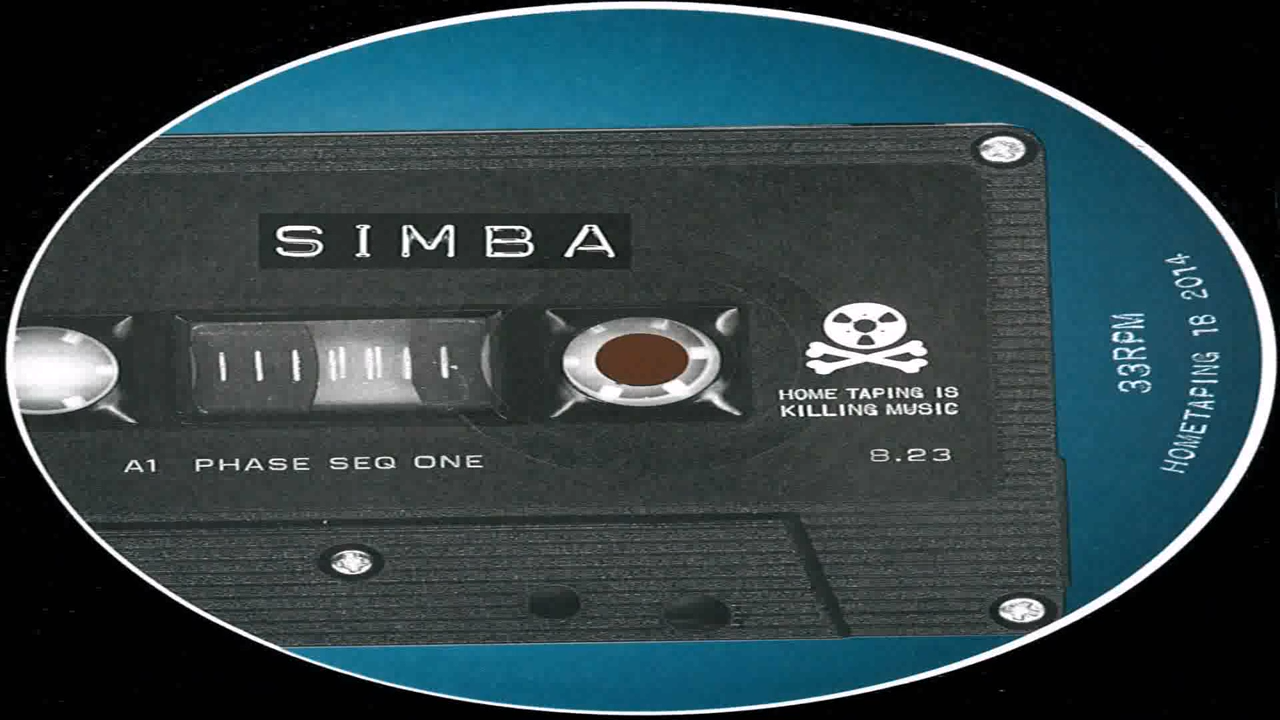 SIMBA
HOME TAPING IS
KILLING MUSIC
A1 PHASE SEQ ONE
8.23
33RPM
HOMETAPING 18 2014